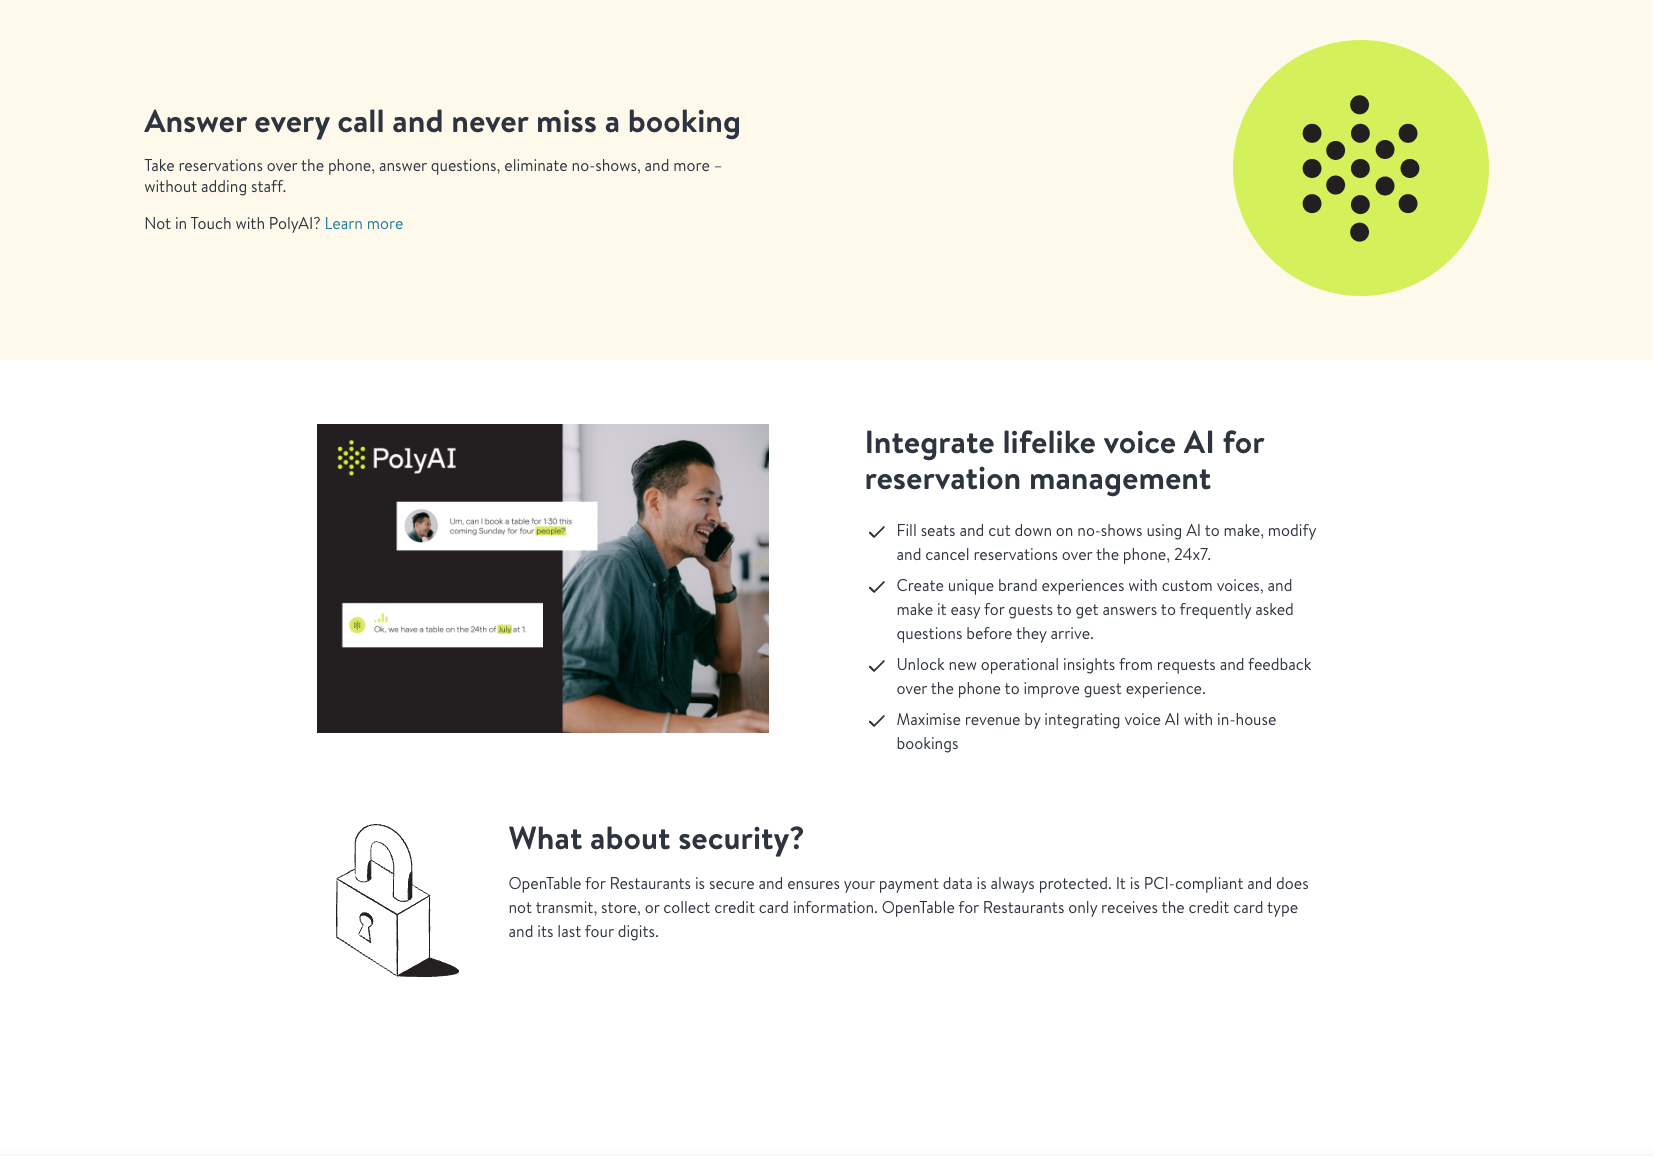 Answer every call and never miss a booking
Take reservations over the phone, answer questions, eliminate no-shows, and more –
without adding staff.
Not in Touch with PolyAI? Learn more
PolyAI
Um, can I book a table for 1:30 this
coming Sunday for four people?
Ok, we have a table on the 24th of July at 1.
Integrate lifelike voice AI for
reservation management
Fill seats and cut down on no-shows using AI to make, modify
and cancel reservations over the phone, 24x7.
Create unique brand experiences with custom voices, and
make it easy for guests to get answers to frequently asked
questions before they arrive.
Unlock new operational insights from requests and feedback
over the phone to improve guest experience.
Maximise revenue by integrating voice AI with in-house
bookings
What about security?
OpenTable for Restaurants is secure and ensures your payment data is always protected. It is PCI-compliant and does
not transmit, store, or collect credit card information. OpenTable for Restaurants only receives the credit card type
and its last four digits.